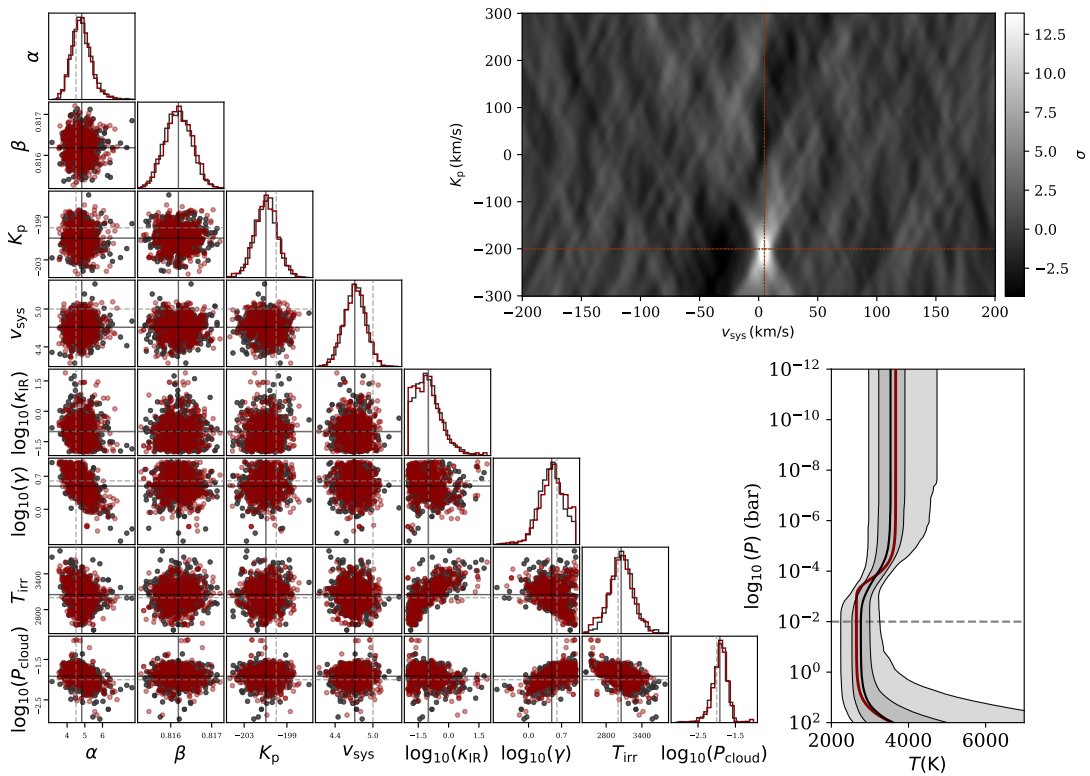 α
β
0.817
0.816
K_p
−199
−203
v_sys
5.0
4.4
log₁₀(κ_IR)
1.5
0.0
−1.5
log₁₀(γ)
0.7
0.0
T_irr
3400
2800
log₁₀(P_cloud)
−1.5
−2.5
4 5 6
0.816 0.817
−203 −199
4.4 5.0
−1.5 0.0 1.5
0.0 0.7
2800 3400
−2.5 −1.5
α β K_p v_sys log₁₀(κ_IR) log₁₀(γ) T_irr log₁₀(P_cloud)
300
200
100
0
−100
−200
−300
K_p (km/s)
−200 −150 −100 −50 0 50 100 150 200
v_sys (km/s)
12.5
10.0
7.5
5.0
2.5
0.0
−2.5
σ
10⁻¹²
10⁻¹⁰
10⁻⁸
10⁻⁶
10⁻⁴
10⁻²
10⁰
10²
log₁₀(P) (bar)
2000 4000 6000
T(K)